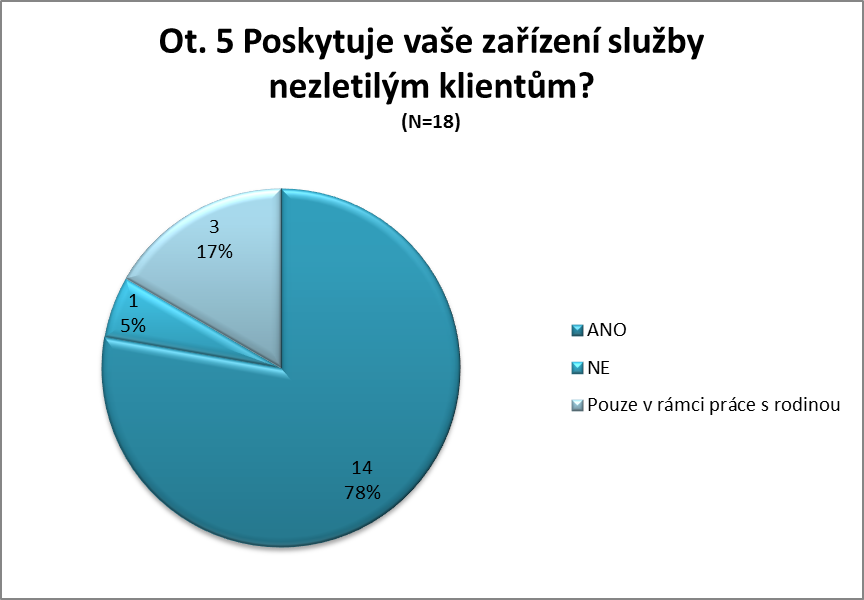 Ot. 5 Poskytuje vaše zařízení služby
nezletilým klientům?
(N=18)
3
17%
1
5%
14
78%
ANO
NE
Pouze v rámci práce s rodinou